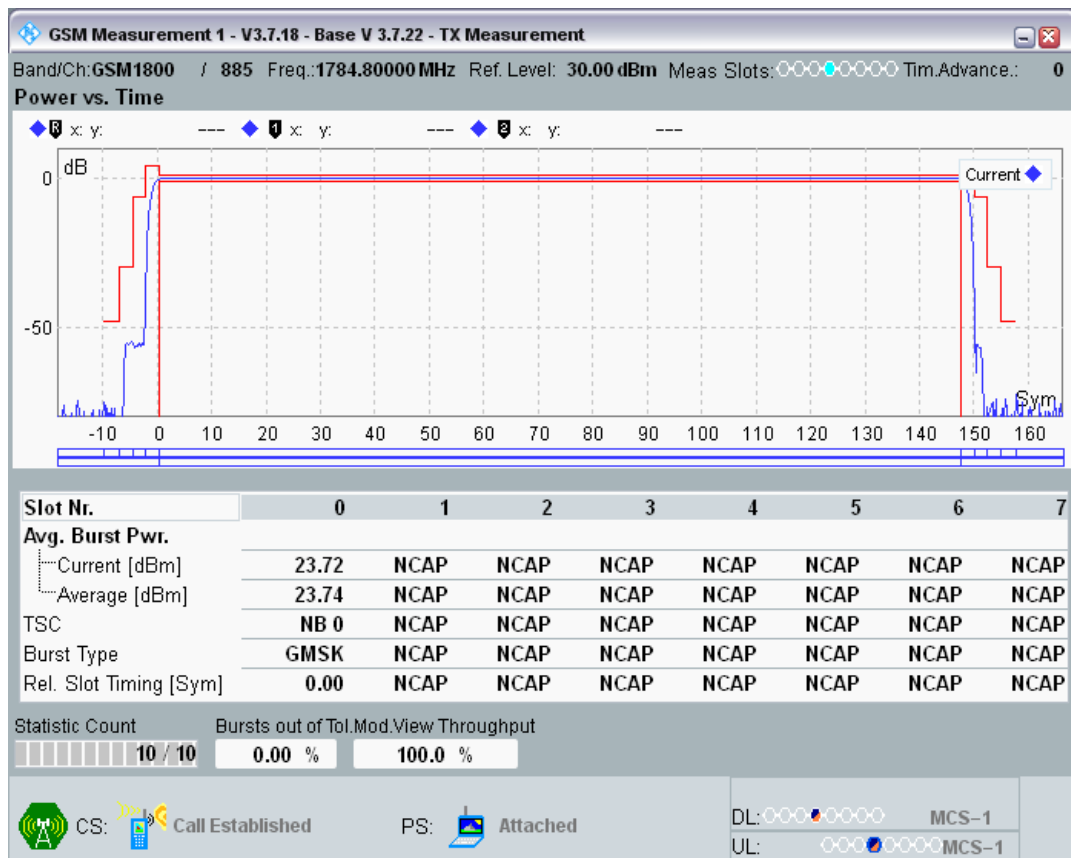 GSM Measurement 1 - V3.7.18 - Base V 3.7.22 - TX Measurement
Band/Ch:GSM1800 / 885 Freq.:1784.80000 MHz Ref. Level: 30.00 dBm Meas Slots: Tim.Advance.: 0
Power vs. Time
R x: y: --- 1 x: y: --- 2 x: y: ---
dB
Current
0
-50
Sym
-10 0 10 20 30 40 50 60 70 80 90 100 110 120 130 140 150 160
Slot Nr. 0 1 2 3 4 5 6 7
Avg. Burst Pwr.
Current [dBm] 23.72 NCAP NCAP NCAP NCAP NCAP NCAP NCAP
Average [dBm] 23.74 NCAP NCAP NCAP NCAP NCAP NCAP NCAP
TSC NB 0 NCAP NCAP NCAP NCAP NCAP NCAP NCAP
Burst Type GMSK NCAP NCAP NCAP NCAP NCAP NCAP NCAP
Rel. Slot Timing [Sym] 0.00 NCAP NCAP NCAP NCAP NCAP NCAP NCAP
Statistic Count Bursts out of Tol.Mod.View Throughput
10 / 10 0.00 % 100.0 %
CS: Call Established PS: Attached
DL: MCS-1
UL: MCS-1